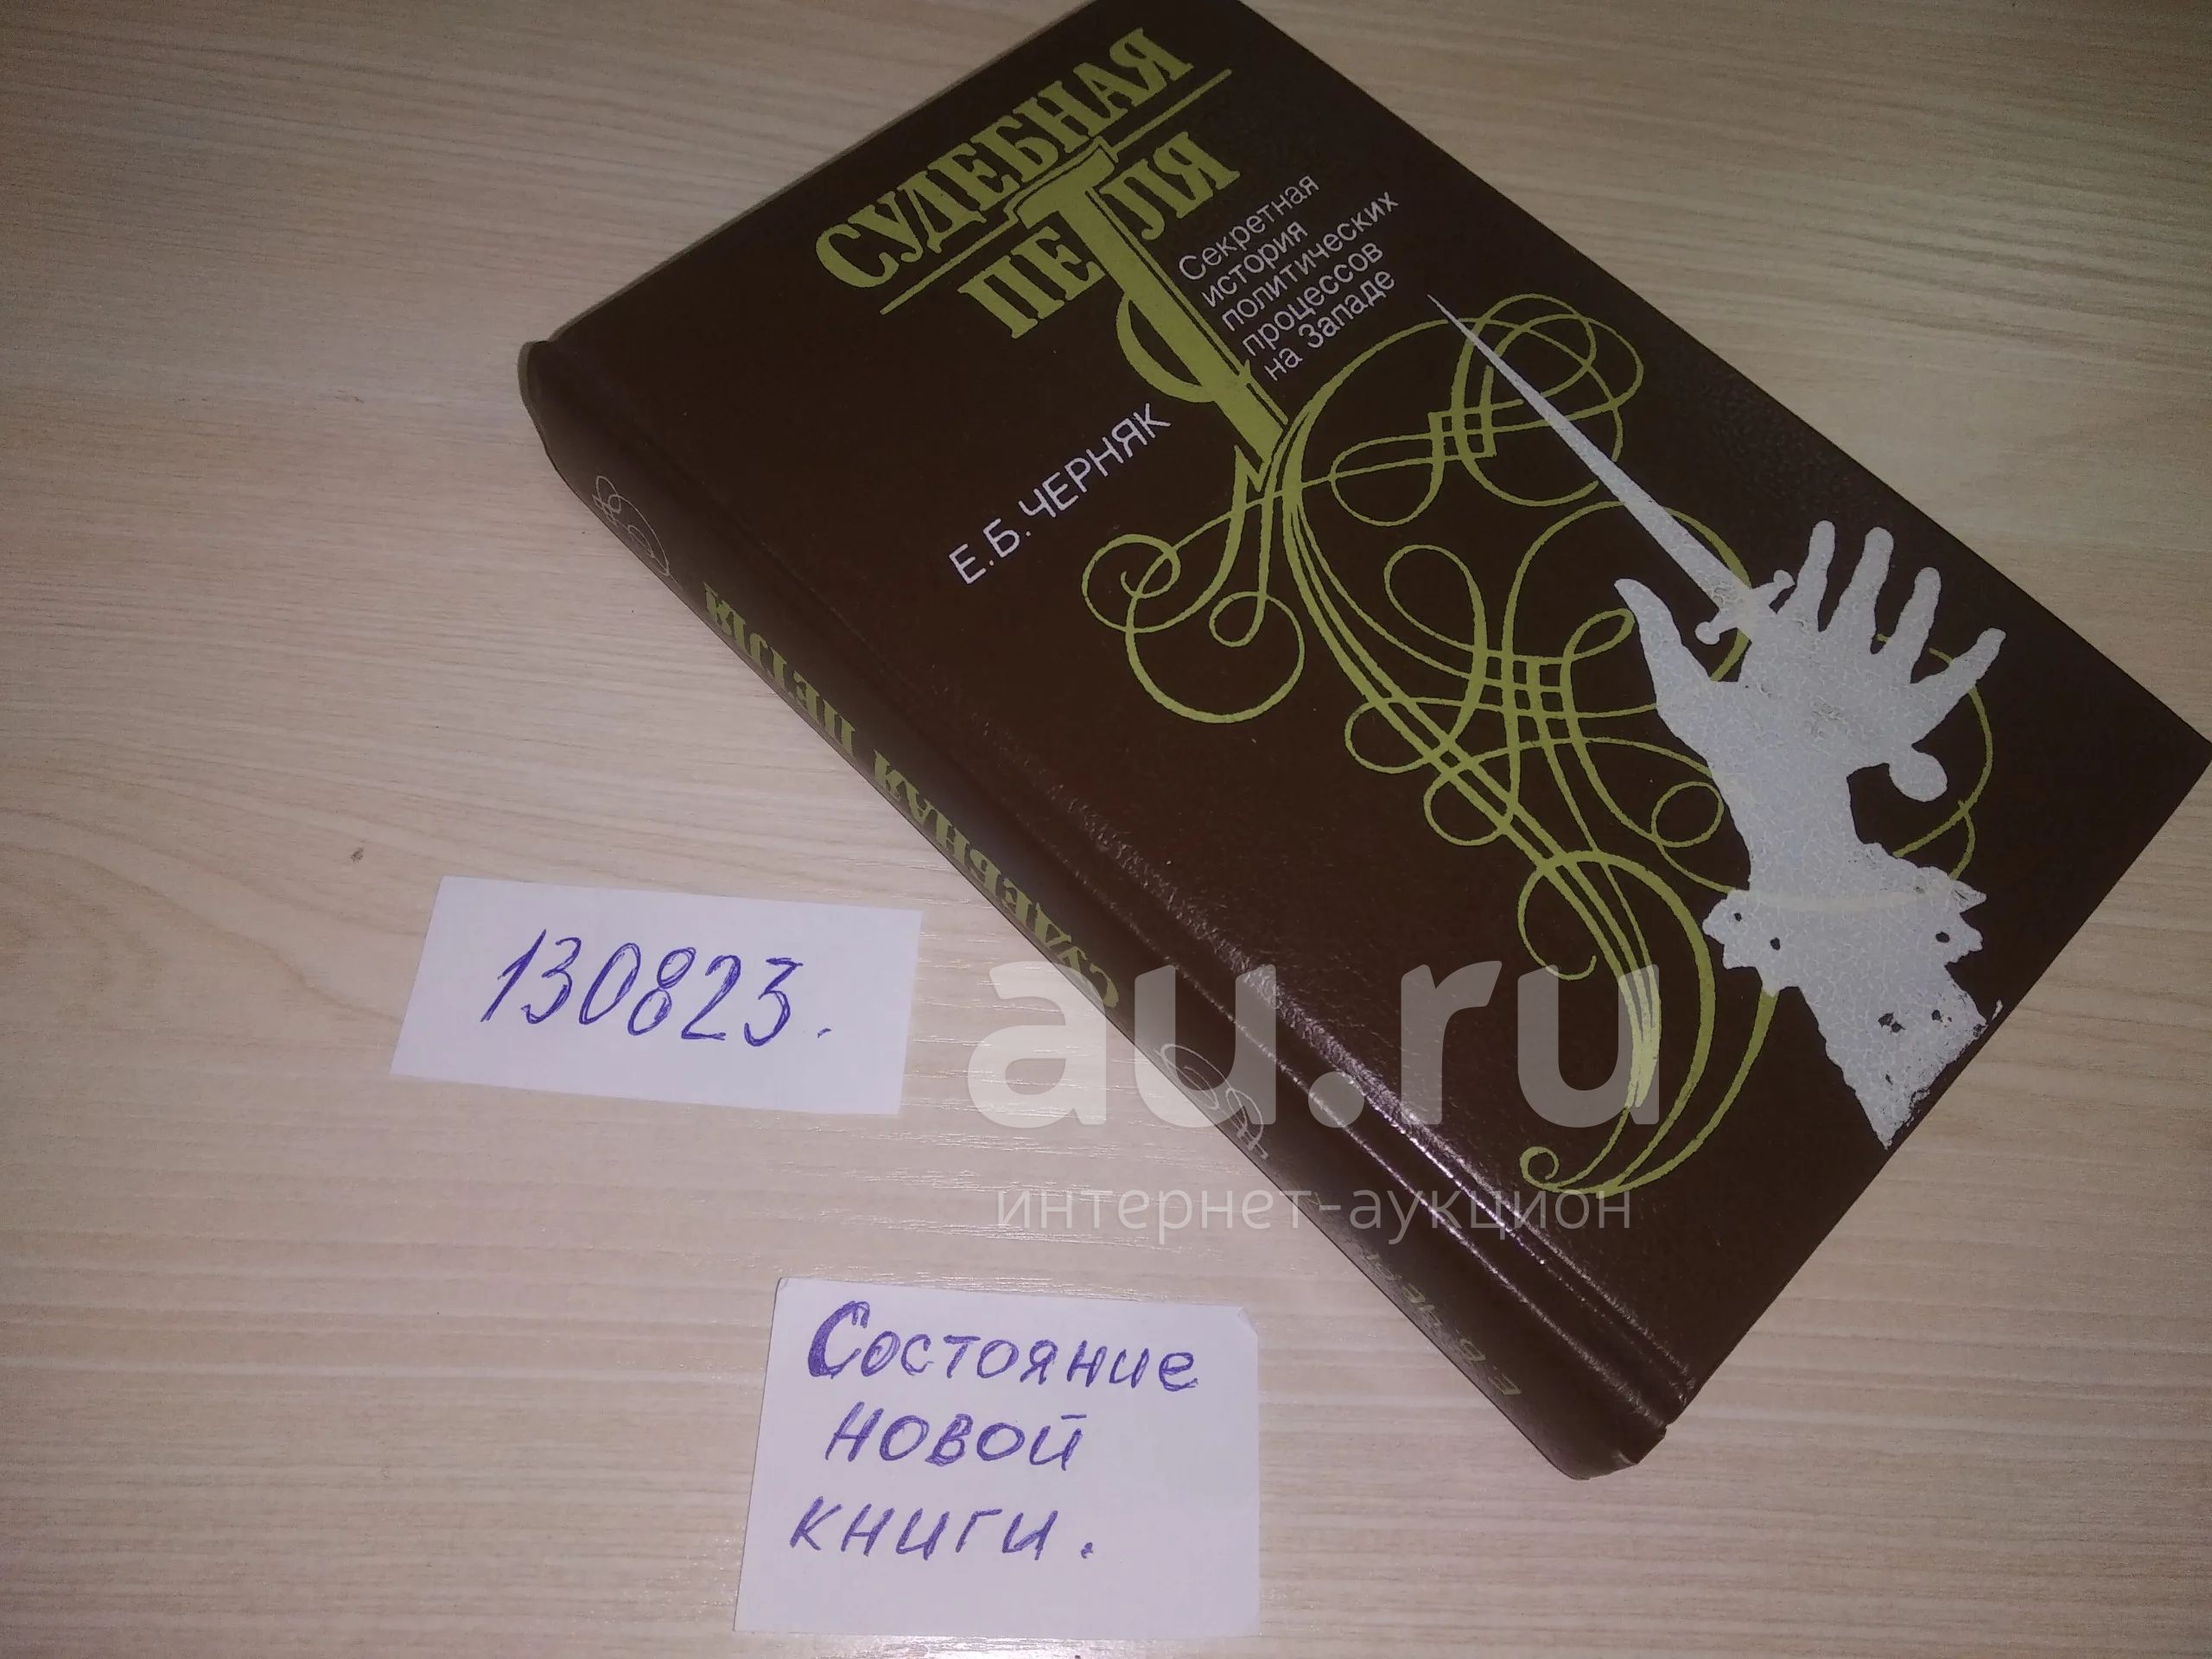 СУДЕБНАЯ
ПЕТЛЯ
Секретная
история
политических
процессов
на Западе
Е.Б. ЧЕРНЯК
СУДЕБНАЯ ПЕТЛЯ
130823.
au.ru
интернет-аукцион
Состояние
новой
книги.